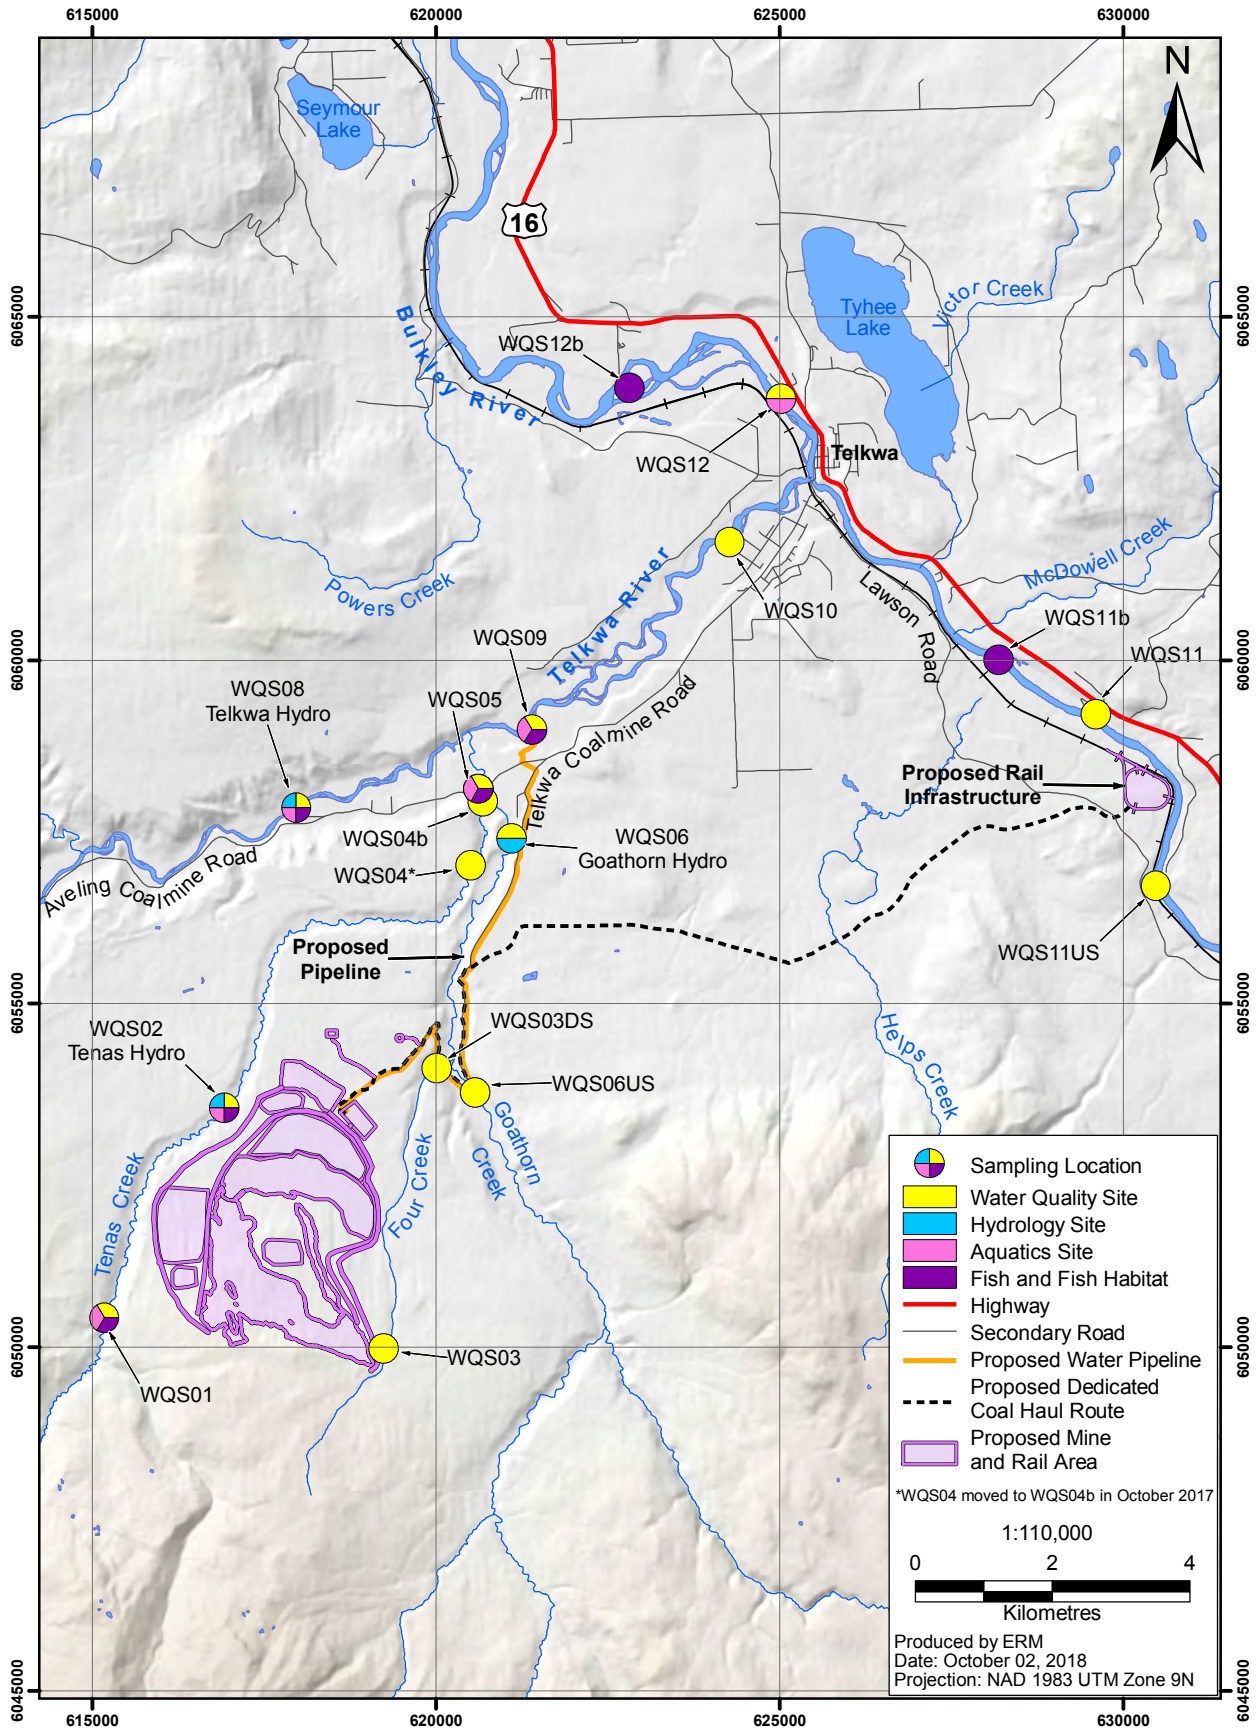 615000
620000
625000
630000
N
Seymour
Lake
16
6065000
6065000
Bulkley River
Tyhee
Lake
Victor Creek
WQS12b
WQS12
Telkwa
Powers Creek
Telkwa River
McDowell Creek
WQS10
Lawson Road
WQS11b
WQS09
6060000
6060000
WQS11
WQS08
Telkwa Hydro
WQS05
Telkwa Coalmine Road
Proposed Rail
Infrastructure
WQS04b
WQS06
Goathorn Hydro
WQS04*
Aveling Coalmine Road
Proposed
Pipeline
WQS11US
6055000
6055000
WQS02
Tenas Hydro
WQS03DS
Helps Creek
WQS06US
Goathorn
Creek
Four Creek
Tenas Creek
WQS03
WQS01
6050000
6050000
Sampling Location
Water Quality Site
Hydrology Site
Aquatics Site
Fish and Fish Habitat
Highway
Secondary Road
Proposed Water Pipeline
Proposed Dedicated
Coal Haul Route
Proposed Mine
and Rail Area
*WQS04 moved to WQS04b in October 2017
1:110,000
0 2 4
Kilometres
Produced by ERM
Date: October 02, 2018
Projection: NAD 1983 UTM Zone 9N
6045000
6045000
615000
620000
625000
630000